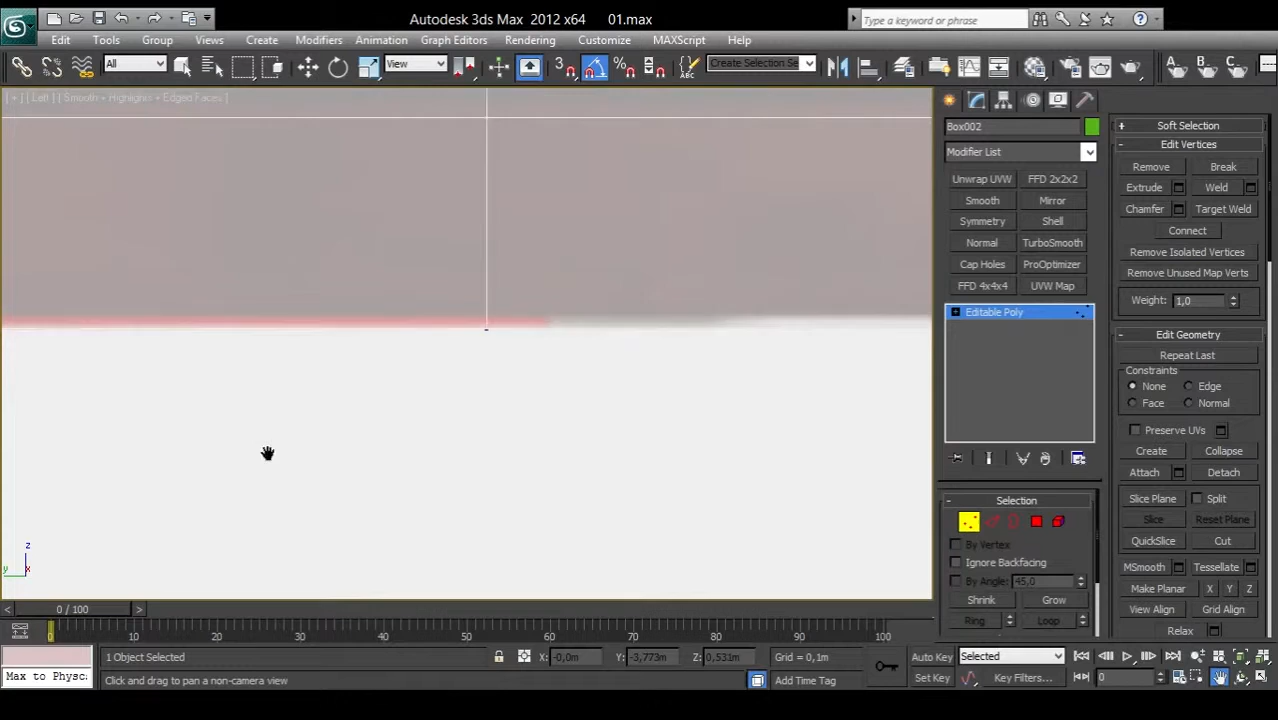 Autodesk 3ds Max 2012 x64 01.max
Type a keyword or phrase
Edit Tools Group Views Create Modifiers Animation Graph Editors Rendering Customize MAXScript Help
All View 3 % ABC Create Selection Se A B C
[ + ] [ Left ] [ Smooth + Highlights + Edged Faces ]
Box002
Modifier List
Unwrap UVW FFD 2x2x2
Smooth Mirror
Symmetry Shell
Normal TurboSmooth
Cap Holes ProOptimizer
FFD 4x4x4 UVW Map
Editable Poly
Selection
By Vertex
Ignore Backfacing
By Angle: 45,0
Shrink Grow
Ring Loop
Soft Selection
Edit Vertices
Remove Break
Extrude Weld
Chamfer Target Weld
Connect
Remove Isolated Vertices
Remove Unused Map Verts
Weight: 1,0
Edit Geometry
Repeat Last
Constraints
None Edge
Face Normal
Preserve UVs
Create Collapse
Attach Detach
Slice Plane Split
Slice Reset Plane
QuickSlice Cut
MSmooth Tessellate
Make Planar X Y Z
View Align Grid Align
Relax
z
y x
0 / 100
0 10 20 30 40 50 60 70 80 90 100
1 Object Selected X: -0,0m Y: -3,773m Z: 0,531m Grid = 0,1m Auto Key Selected
Max to Physc. Click and drag to pan a non-camera view Add Time Tag Set Key Key Filters... 0